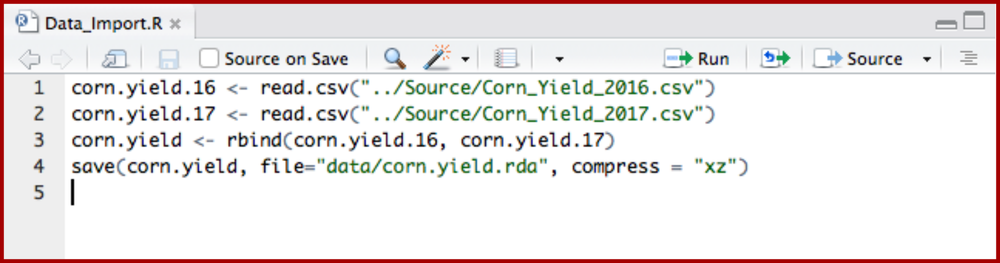 Data_Import.R
Source on Save Run Source
1 corn.yield.16 <- read.csv("../Source/Corn_Yield_2016.csv")
2 corn.yield.17 <- read.csv("../Source/Corn_Yield_2017.csv")
3 corn.yield <- rbind(corn.yield.16, corn.yield.17)
4 save(corn.yield, file="data/corn.yield.rda", compress = "xz")
5